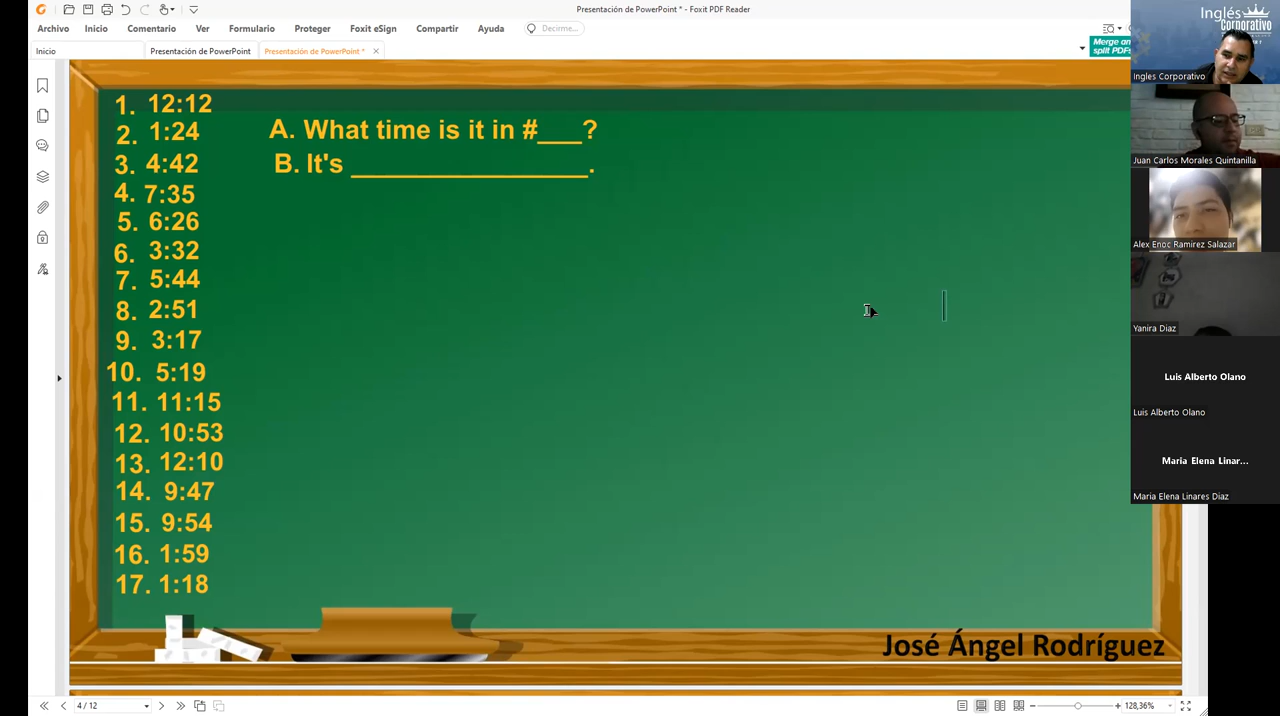 Presentación de PowerPoint * - Foxit PDF Reader
Archivo Inicio Comentario Ver Formulario Proteger Foxit eSign Compartir Ayuda Decirme...
Inicio Presentación de PowerPoint Presentación de PowerPoint *
Merge an
split PDFs
Inglés
Corporativo
Ingles Corporativo
Juan Carlos Morales Quintanilla
Alex Enoc Ramirez Salazar
Yanira Diaz
Luis Alberto Olano
Luis Alberto Olano
Maria Elena Linar...
Maria Elena Linares Diaz
1. 12:12
2. 1:24
3. 4:42
4. 7:35
5. 6:26
6. 3:32
7. 5:44
8. 2:51
9. 3:17
10. 5:19
11. 11:15
12. 10:53
13. 12:10
14. 9:47
15. 9:54
16. 1:59
17. 1:18
A. What time is it in #___?
B. It's ________________.
José Ángel Rodríguez
4 / 12
128,36%